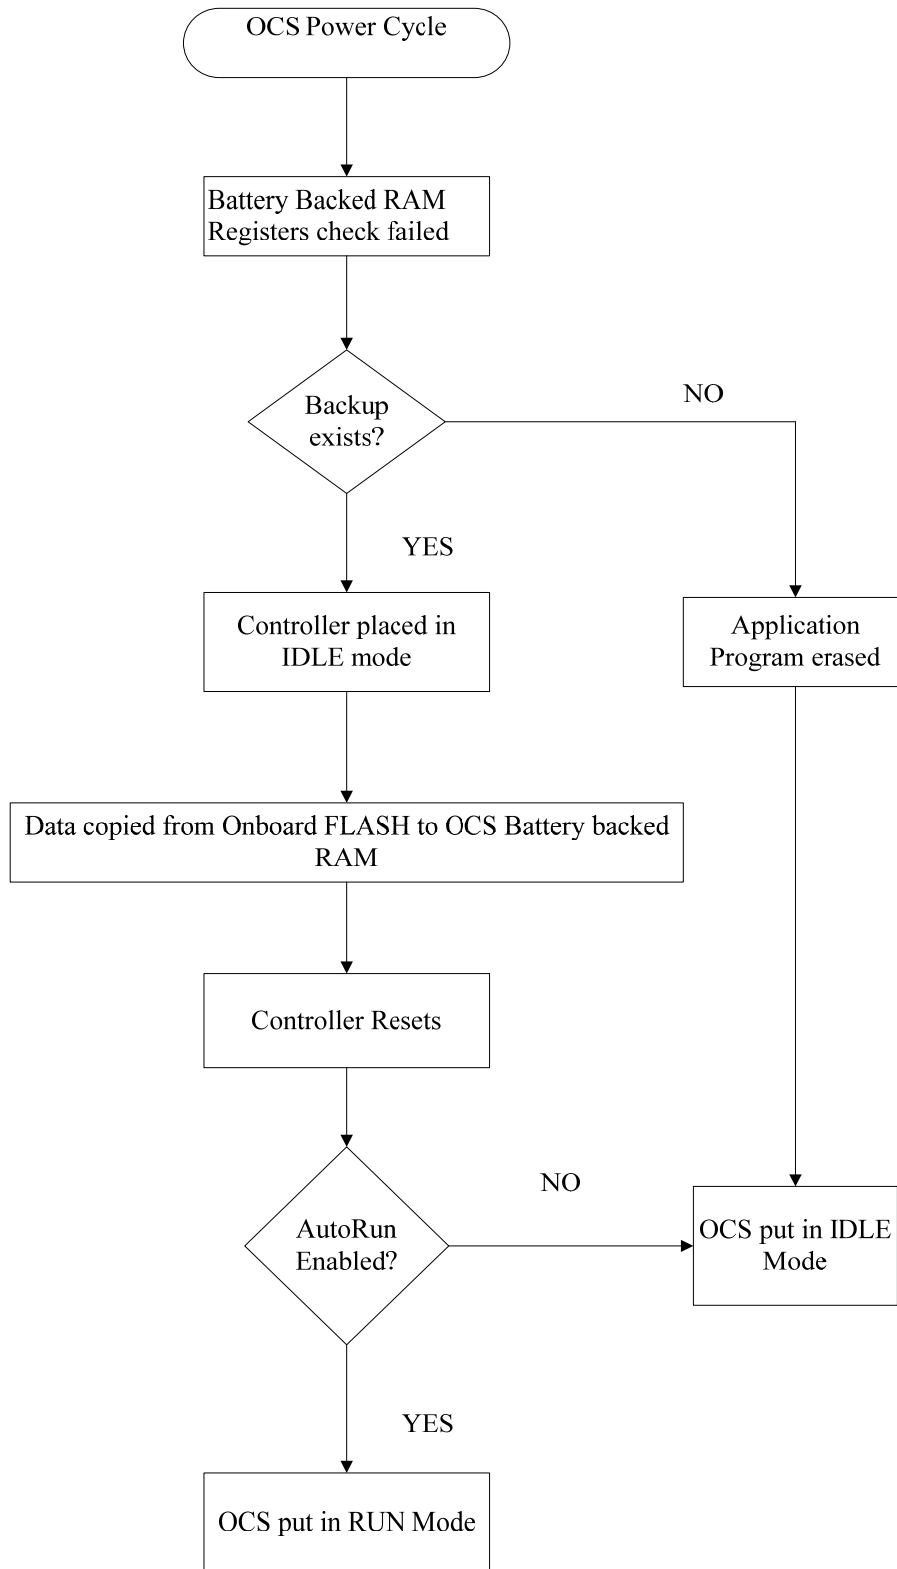 OCS Power Cycle
Battery Backed RAM
Registers check failed
Backup
exists?
NO
YES
Controller placed in
IDLE mode
Application
Program erased
Data copied from Onboard FLASH to OCS Battery backed
RAM
Controller Resets
AutoRun
Enabled?
NO
OCS put in IDLE
Mode
YES
OCS put in RUN Mode